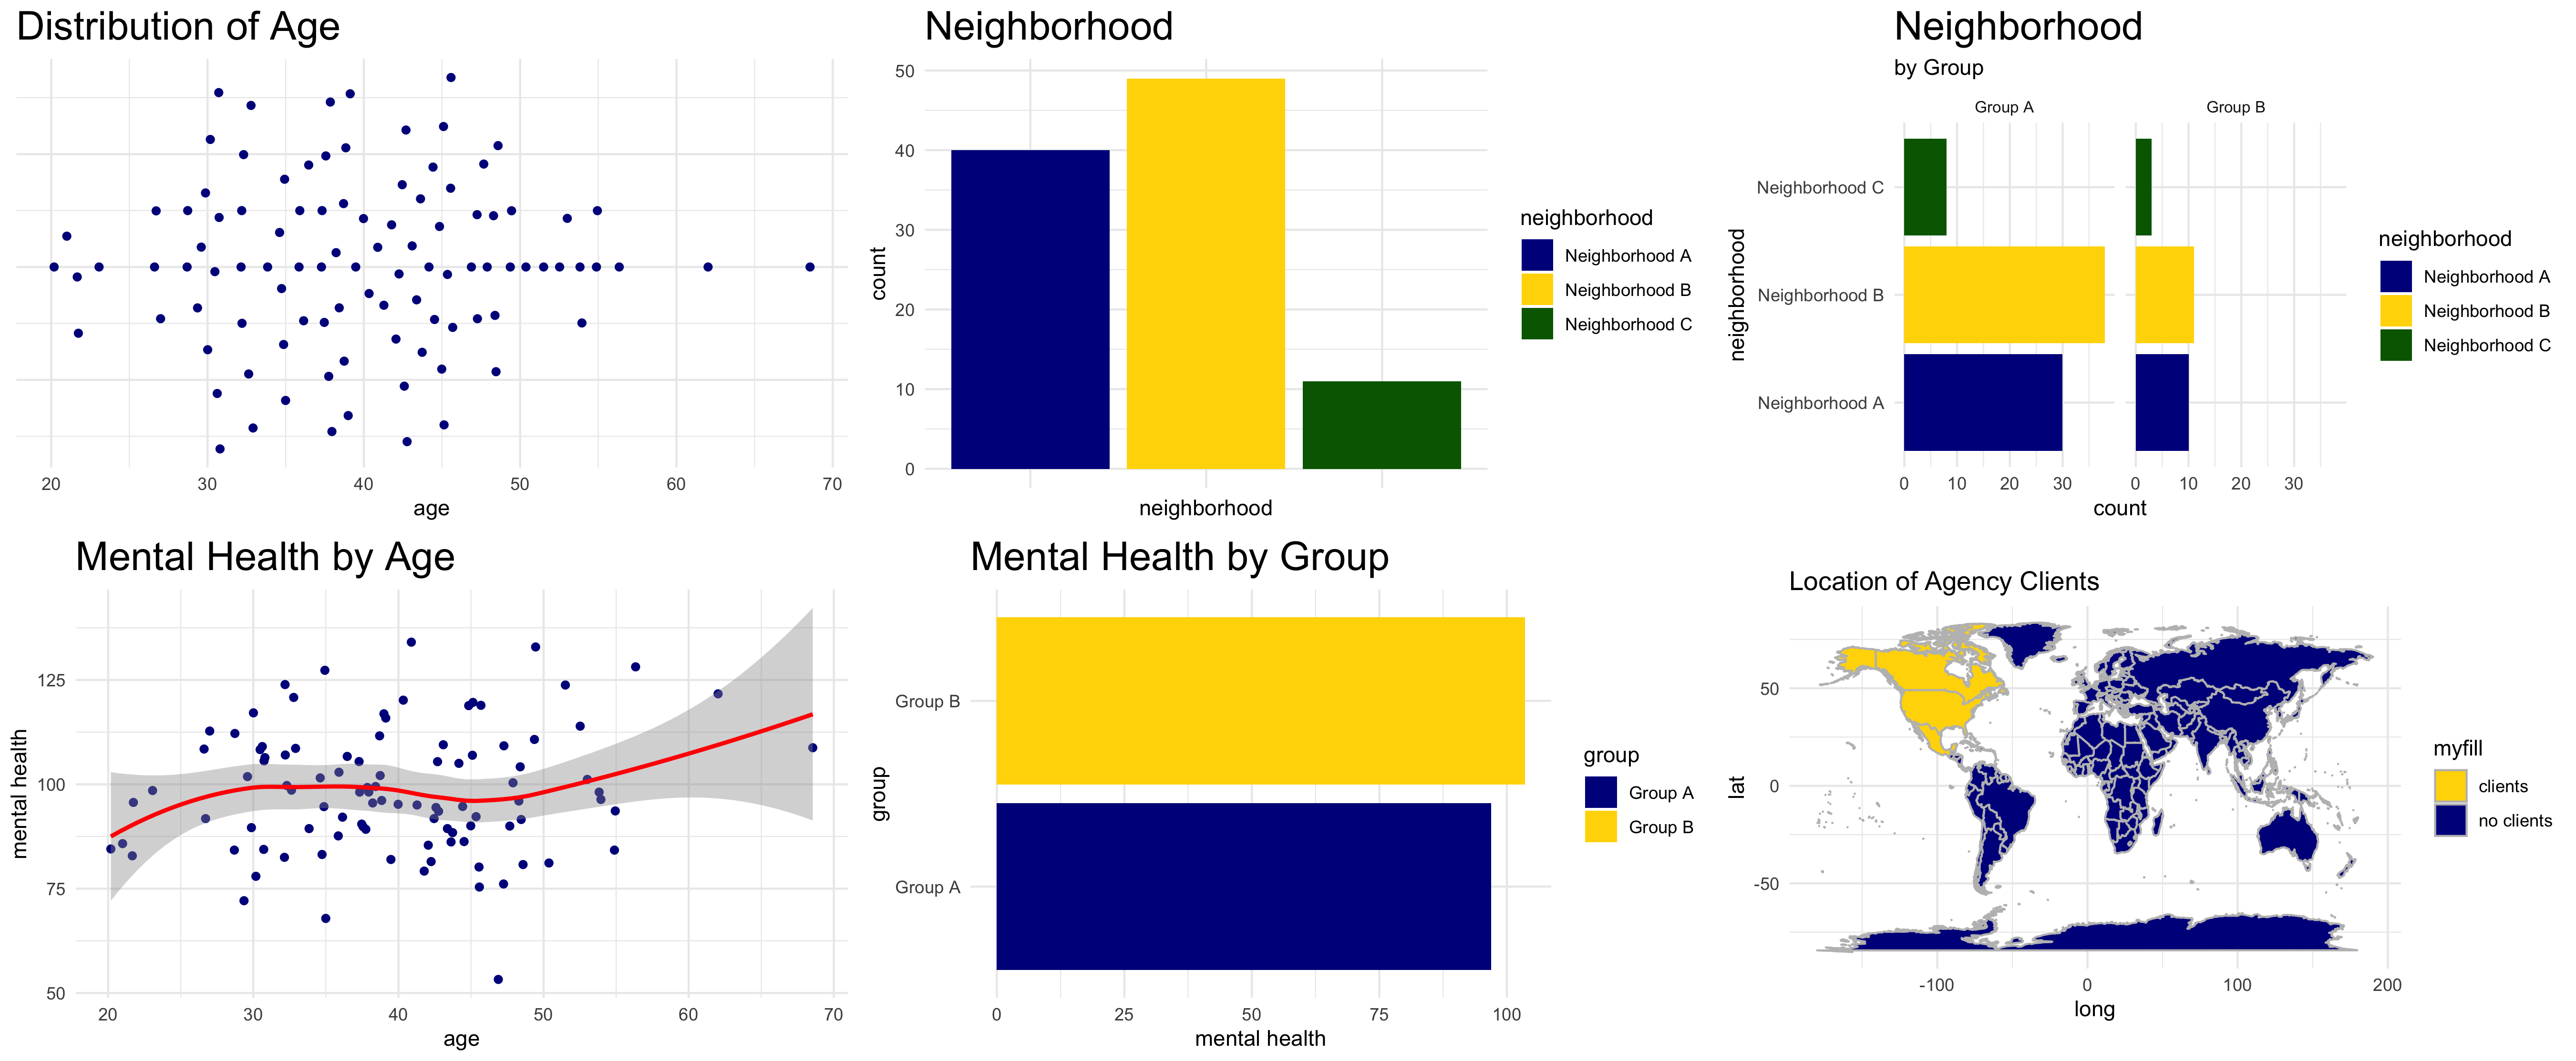 Distribution of Age
20 30 40 50 60 70
age
Neighborhood
50
40
30
20
10
0
count
neighborhood
neighborhood
Neighborhood A
Neighborhood B
Neighborhood C
Neighborhood
by Group
Group A Group B
Neighborhood C
Neighborhood B
Neighborhood A
neighborhood
0 10 20 30 0 10 20 30
count
neighborhood
Neighborhood A
Neighborhood B
Neighborhood C
Mental Health by Age
125
100
75
50
mental health
20 30 40 50 60 70
age
Mental Health by Group
Group B
Group A
group
0 25 50 75 100
mental health
group
Group A
Group B
Location of Agency Clients
50
0
-50
lat
-100 0 100 200
long
myfill
clients
no clients